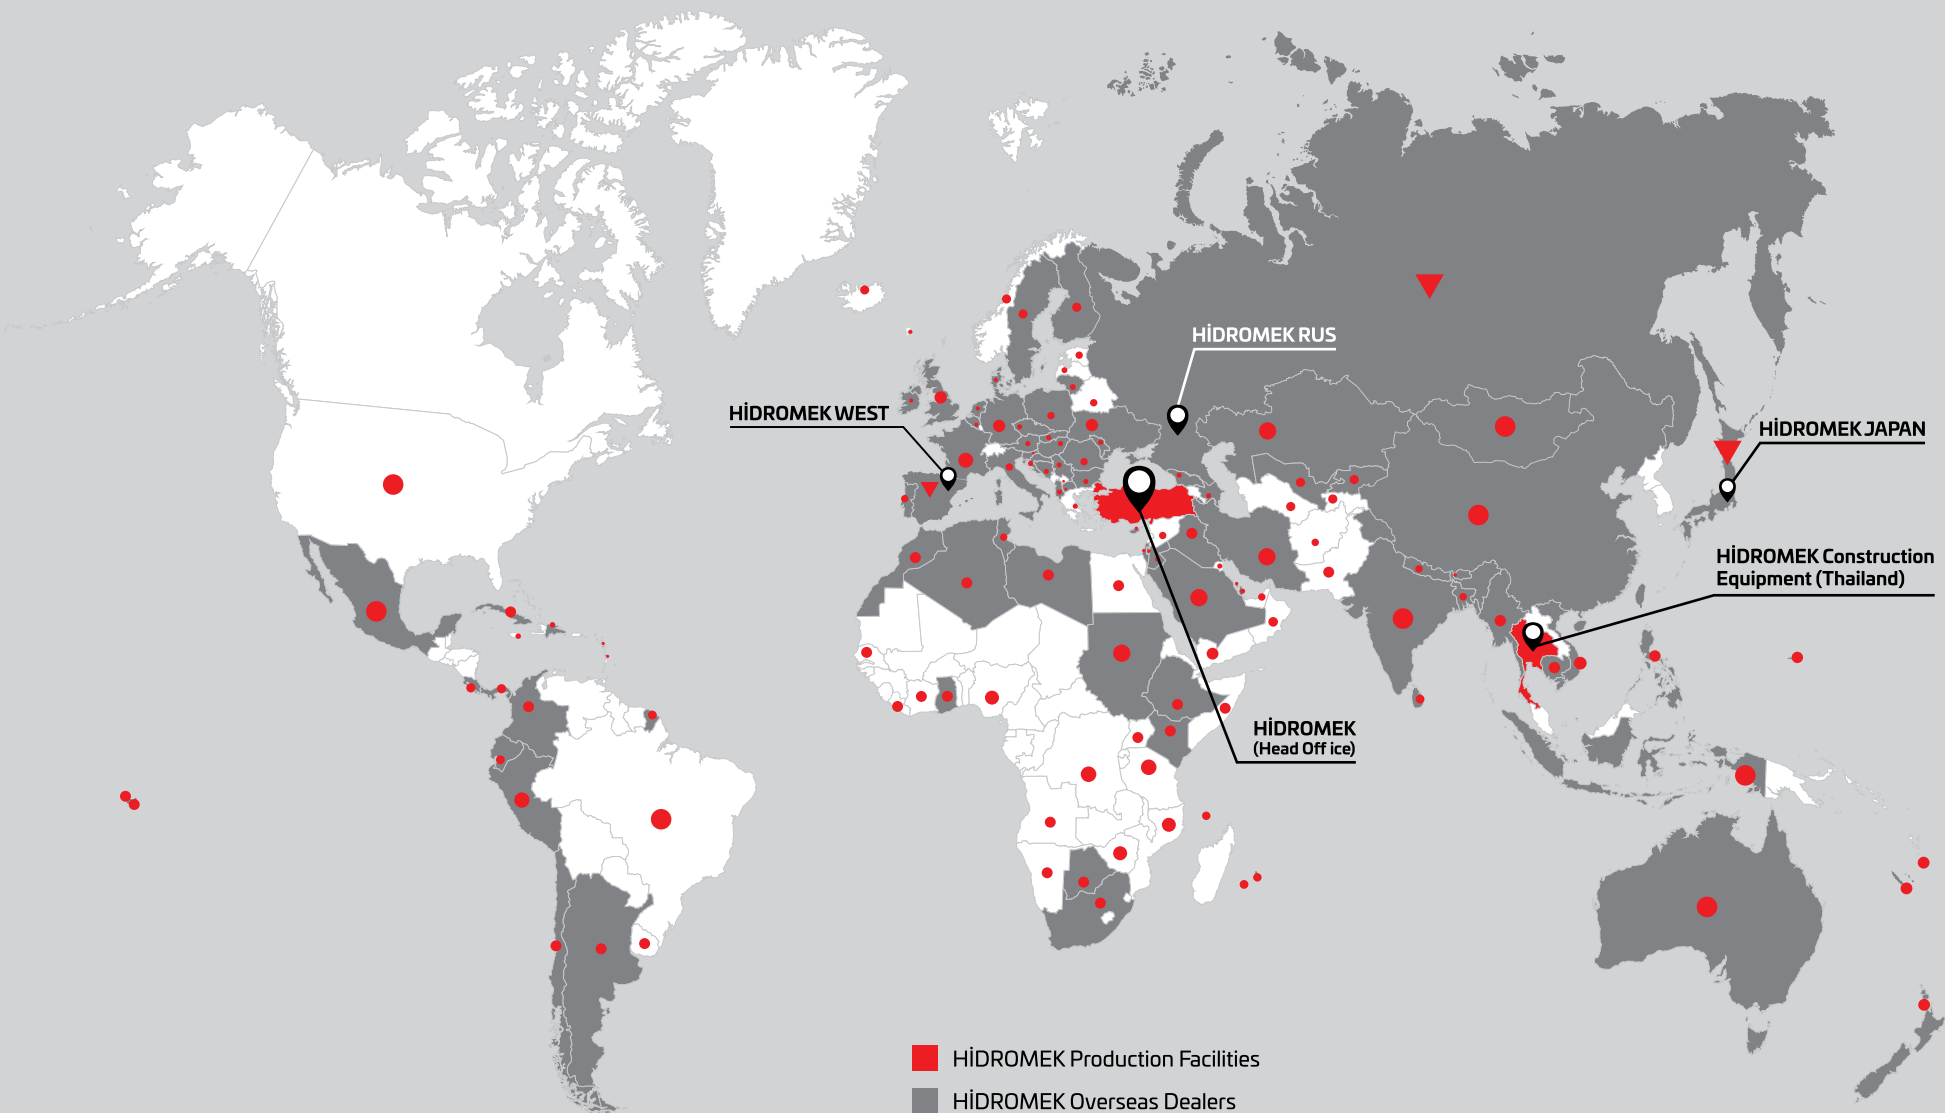 HİDROMEK RUS
HİDROMEK WEST
HİDROMEK JAPAN
HİDROMEK Construction
Equipment (Thailand)
HİDROMEK
(Head Off ice)
HİDROMEK Production Facilities
HİDROMEK Overseas Dealers